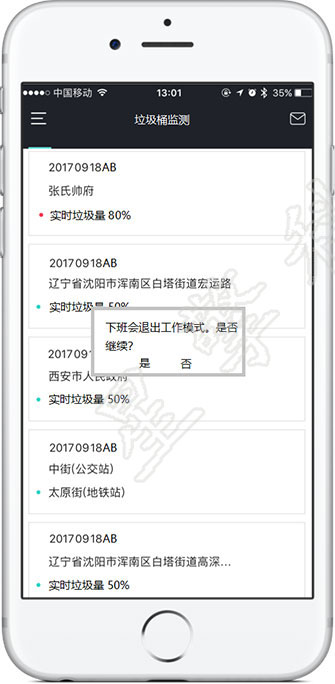 中国移动 13:01 35%
垃圾桶监测
20170918AB
张氏帅府
实时垃圾量 80%
20170918AB
辽宁省沈阳市浑南区白塔街道宏运路
实时垃圾量 50%
下班会退出工作模式。是否
继续?
是 否
20170918AB
西安市人民政府
实时垃圾量 50%
20170918AB
中街(公交站)
太原街(地铁站)
20170918AB
辽宁省沈阳市浑南区白塔街道高深...
实时垃圾量 50%